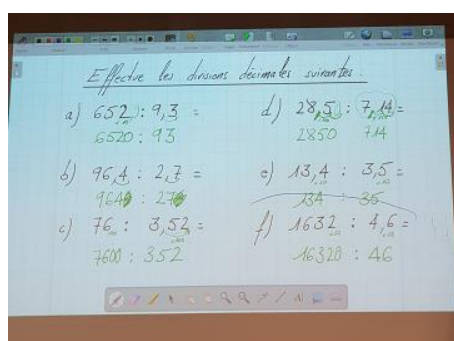 Effectue les divisions décimales suivantes :
a) 652 : 9,3 =
6520 : 93
b) 96,4 : 2,7 =
964 : 27
c) 76 : 3,52 =
7600 : 352
d) 28,5 : 7,14 =
2850 714
e) 13,4 : 3,5 =
134 : 35
f) 1632 : 4,6 =
16320 : 46